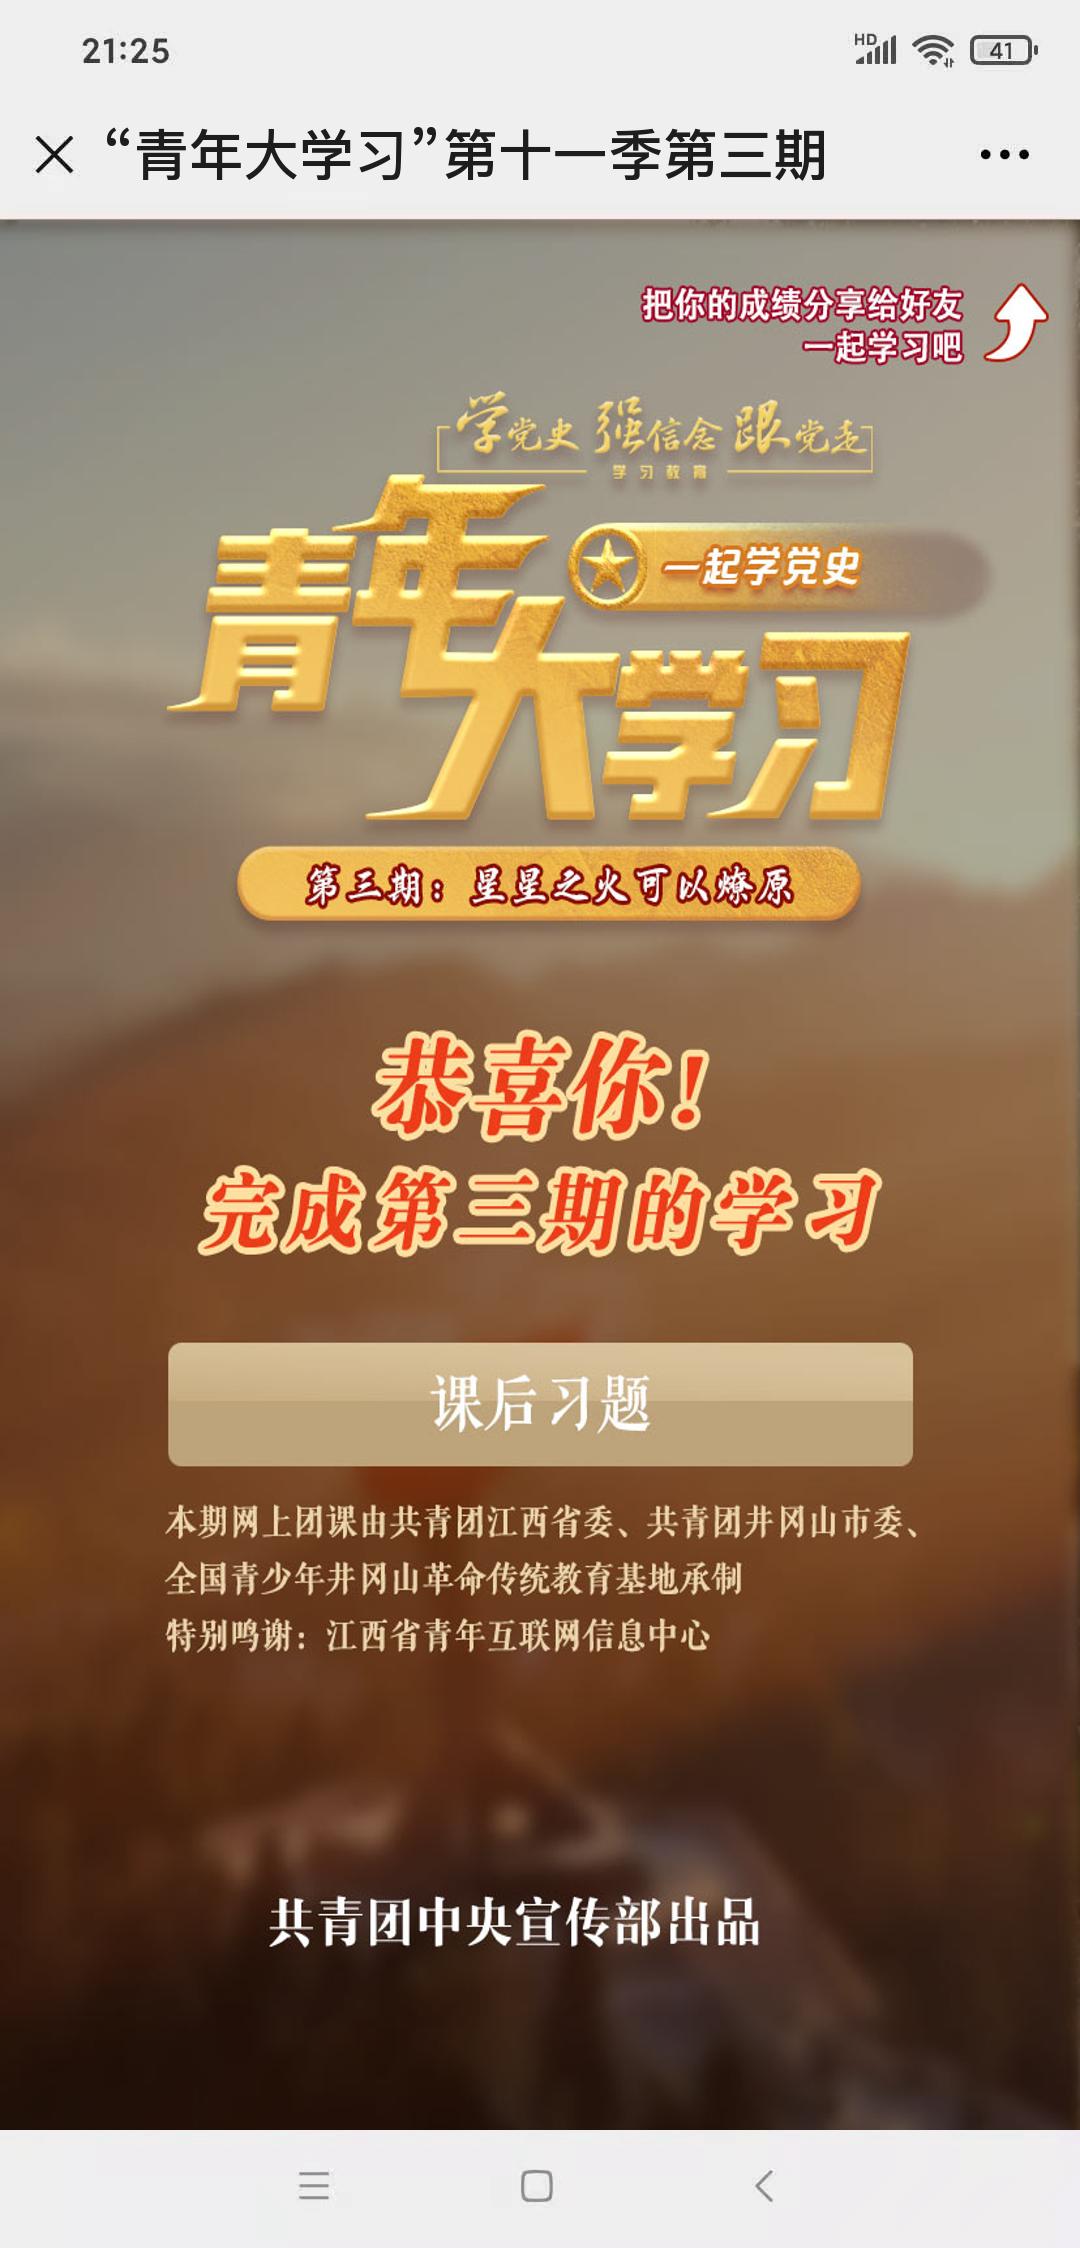 21:25
HD
41
“青年大学习”第十一季第三期
把你的成绩分享给好友
一起学习吧
学党史 强信念 跟党走
学习教育
青年大学习
一起学党史
第三期：星星之火可以燎原
恭喜你！
完成第三期的学习
课后习题
本期网上团课由共青团江西省委、共青团井冈山市委、
全国青少年井冈山革命传统教育基地承制
特别鸣谢：江西省青年互联网信息中心
共青团中央宣传部出品